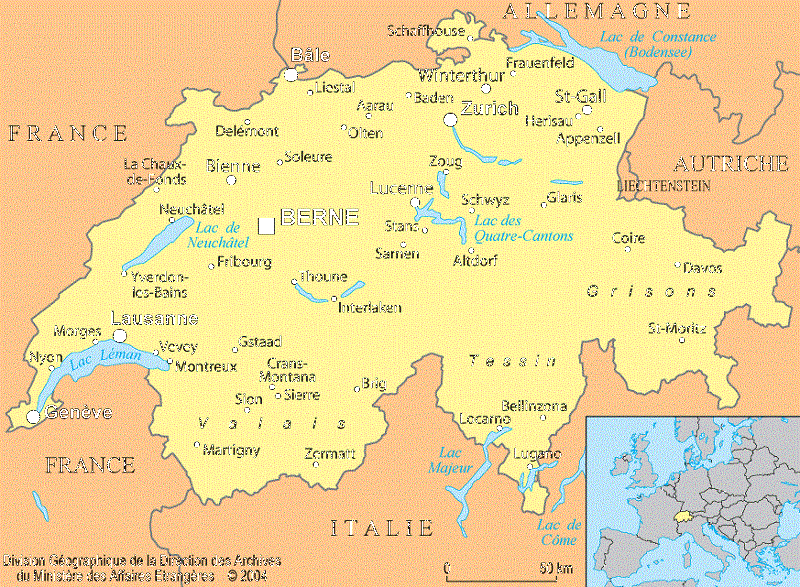 ALLEMAGNE
Schaffhouse
Lac de Constance
(Bodensee)
Bâle
Frauenfeld
Winterthur
Liestal
Baden
St-Gall
Aarau
Zurich
Herisau
FRANCE
Delémont
Olten
Appenzell
La Chaux-
de-Fonds
Soleure
Zoug
AUTRICHE
Bienne
Lucerne
LIECHTENSTEIN
Schwyz
Glaris
Neuchâtel
BERNE
Lac de
Neuchâtel
Stans
Lac des
Quatre-Cantons
Sarnen
Altdorf
Coire
Fribourg
Davos
Yverdon-
les-Bains
Thoune
Grisons
Interlaken
Lausanne
Morges
St-Moritz
Gstaad
Vevey
Nyon
Lac Léman
Montreux
Crans-
Montana
Tessin
Brig
Sion
Sierre
Genève
Valais
Bellinzona
Locarno
Martigny
Zermatt
Lac
Majeur
Lugano
FRANCE
ITALIE
Lac de
Côme
Division Géographique de la Direction des Archives
du Ministère des Affaires Etrangères © 2004
0 50 km